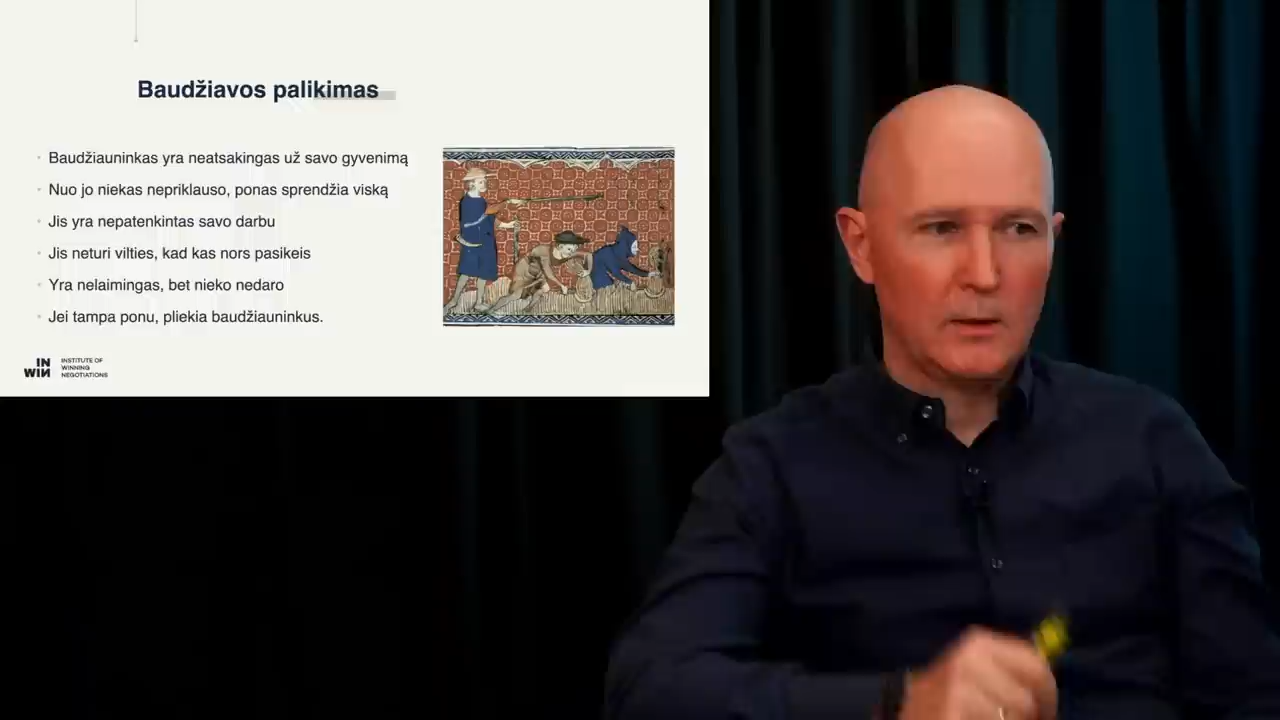 Baudžiavos palikimas
Baudžiauninkas yra neatsakingas už savo gyvenimą
Nuo jo niekas nepriklauso, ponas sprendžia viską
Jis yra nepatenkintas savo darbu
Jis neturi vilties, kad kas nors pasikeis
Yra nelaimingas, bet nieko nedaro
Jei tampa ponu, pliekia baudžiauninkus.
IN
WIN
INSTITUTE OF
WINNING
NEGOTIATIONS